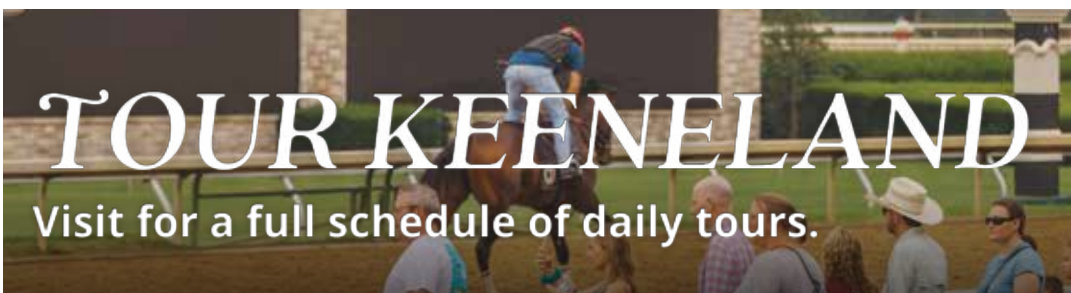 TOUR KEENELAND
Visit for a full schedule of daily tours.